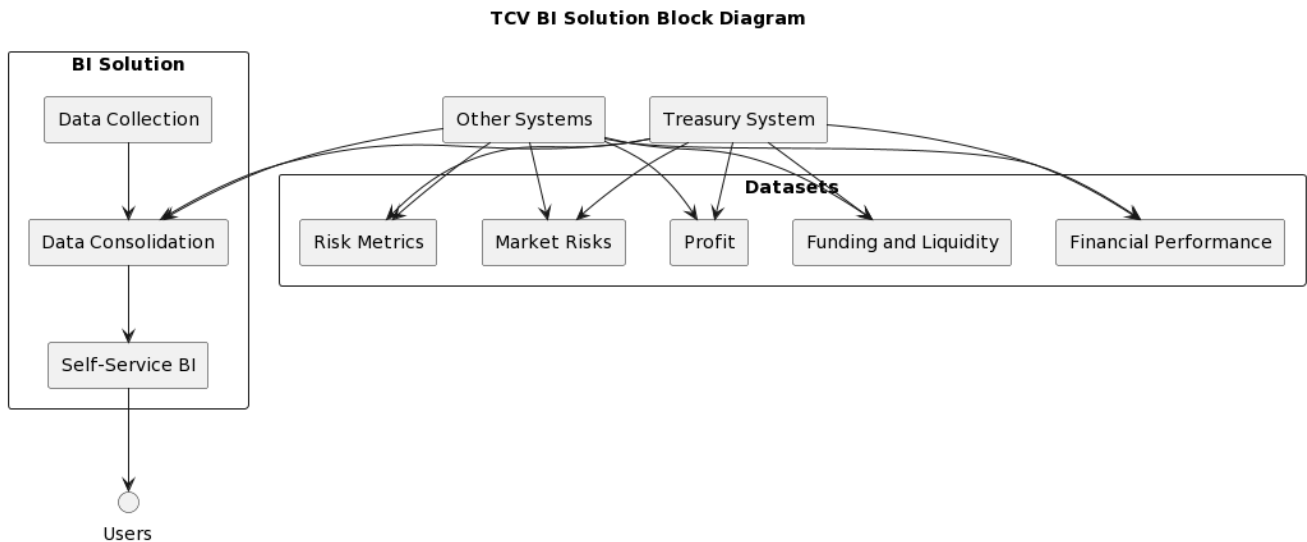 TCV BI Solution Block Diagram
BI Solution
Data Collection
Other Systems
Treasury System
Datasets
Data Consolidation
Risk Metrics
Market Risks
Profit
Funding and Liquidity
Financial Performance
Self-Service BI
Users